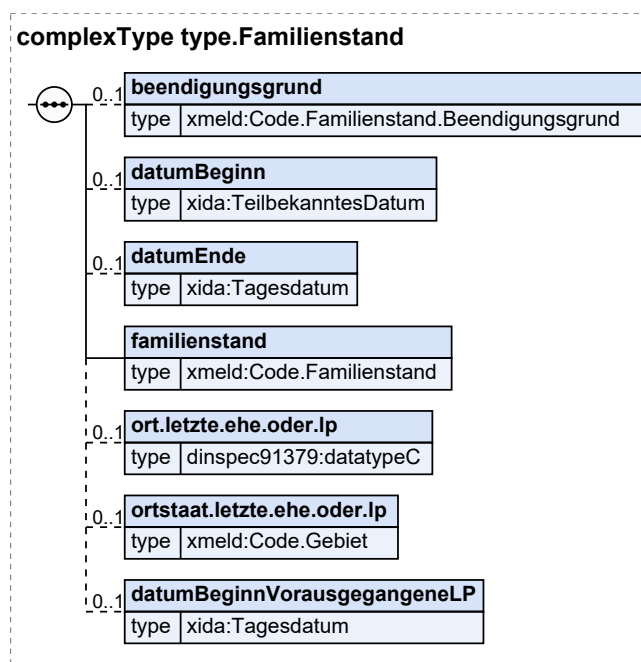 complexType type.Familienstand
0..1 beendigungsgrund
type xmeld:Code.Familienstand.Beendigungsgrund
0..1 datumBeginn
type xida:TeilbekanntesDatum
0..1 datumEnde
type xida:Tagesdatum
familienstand
type xmeld:Code.Familienstand
0..1 ort.letzte.ehe.oder.lp
type dinspec91379:datatypeC
0..1 ortstaat.letzte.ehe.oder.lp
type xmeld:Code.Gebiet
0..1 datumBeginnVorausgegangeneLP
type xida:Tagesdatum